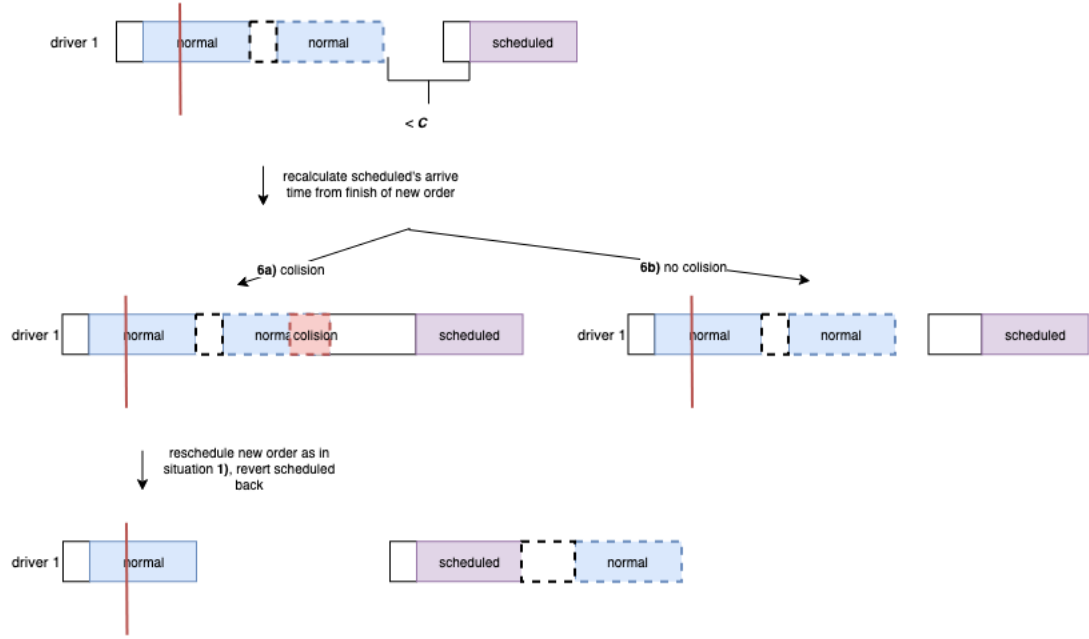 driver 1
normal
normal
scheduled
< C
recalculate scheduled's arrive
time from finish of new order
6a) colision
6b) no colision
driver 1
normal
normal
colision
scheduled
driver 1
normal
normal
scheduled
reschedule new order as in
situation 1), revert scheduled
back
driver 1
normal
scheduled
normal